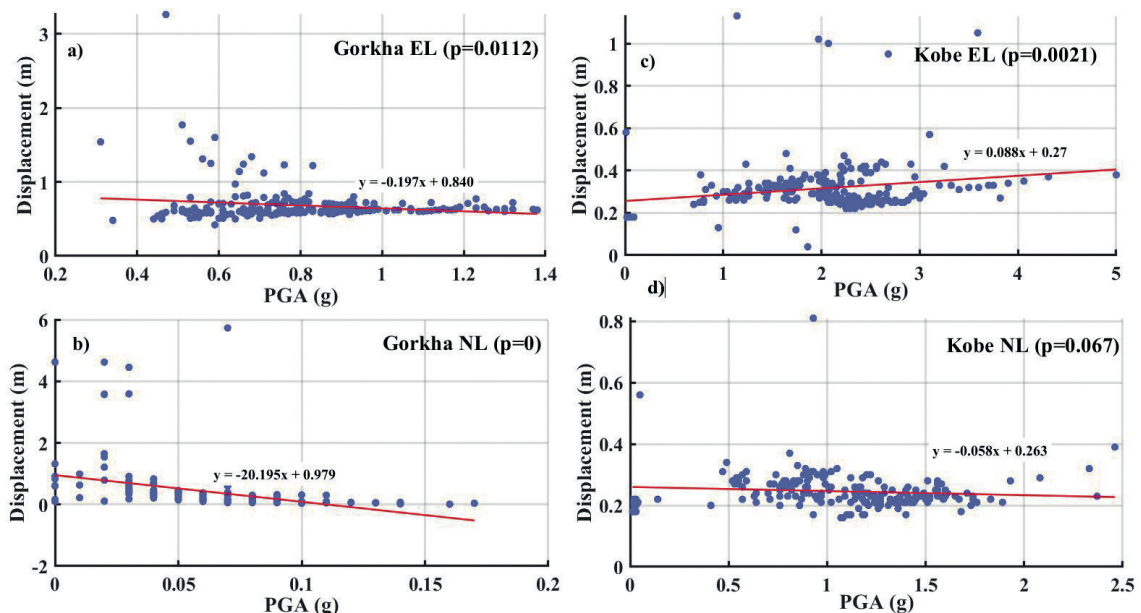 a)
Gorkha EL (p=0.0112)
y = -0.197x + 0.840
Displacement (m)
3
2
1
0
0.2
0.4
0.6
0.8
1
1.2
1.4
PGA (g)
c)
Kobe EL (p=0.0021)
y = 0.088x + 0.27
Displacement (m)
1
0.8
0.6
0.4
0.2
0
0
1
2
3
4
5
PGA (g)
b)
Gorkha NL (p=0)
y = -20.195x + 0.979
Displacement (m)
6
4
2
0
-2
0
0.05
0.1
0.15
0.2
PGA (g)
d)
Kobe NL (p=0.067)
y = -0.058x + 0.263
Displacement (m)
0.8
0.6
0.4
0.2
0
0
0.5
1
1.5
2
2.5
PGA (g)